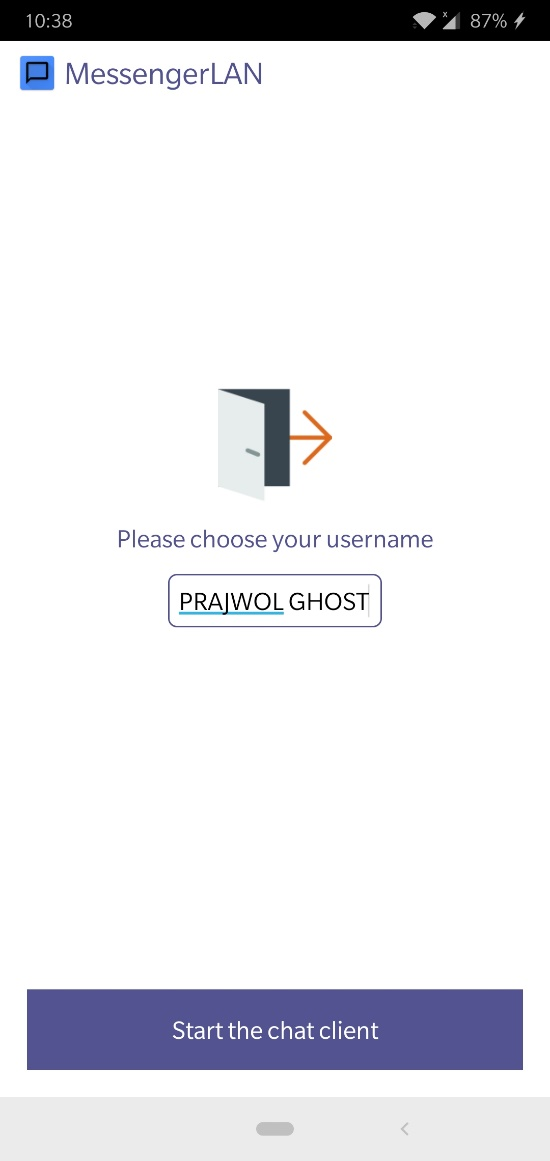 10:38
87%
MessengerLAN
Please choose your username
PRAJWOL GHOST
Start the chat client